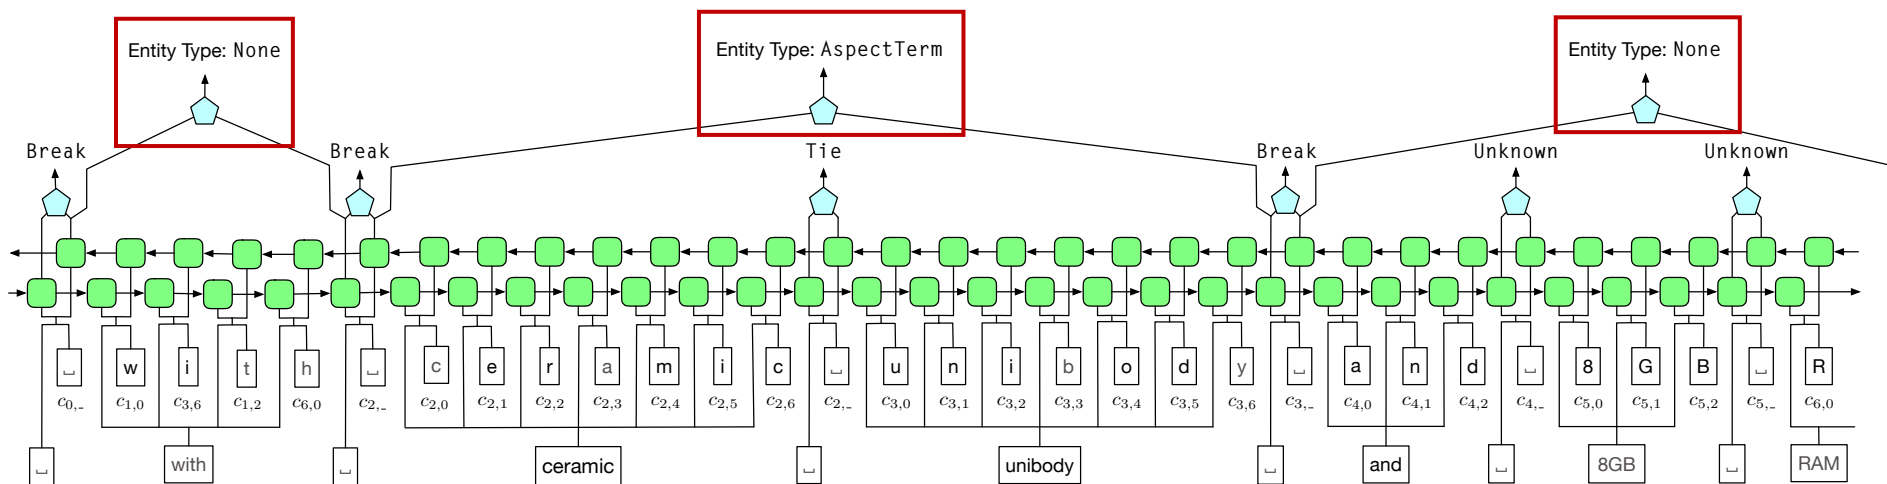 Entity Type: None Entity Type: AspectTerm Entity Type: None
Break Break Tie Break Unknown Unknown
␣ w i t h ␣ c e r a m i c ␣ u n i b o d y ␣ a n d ␣ 8 G B ␣ R
c0,_ c1,0 c3,6 c1,2 c6,0 c2,_ c2,0 c2,1 c2,2 c2,3 c2,4 c2,5 c2,6 c2,_ c3,0 c3,1 c3,2 c3,3 c3,4 c3,5 c3,6 c3,_ c4,0 c4,1 c4,2 c4,_ c5,0 c5,1 c5,2 c5,_ c6,0
␣ with ␣ ceramic ␣ unibody ␣ and ␣ 8GB ␣ RAM